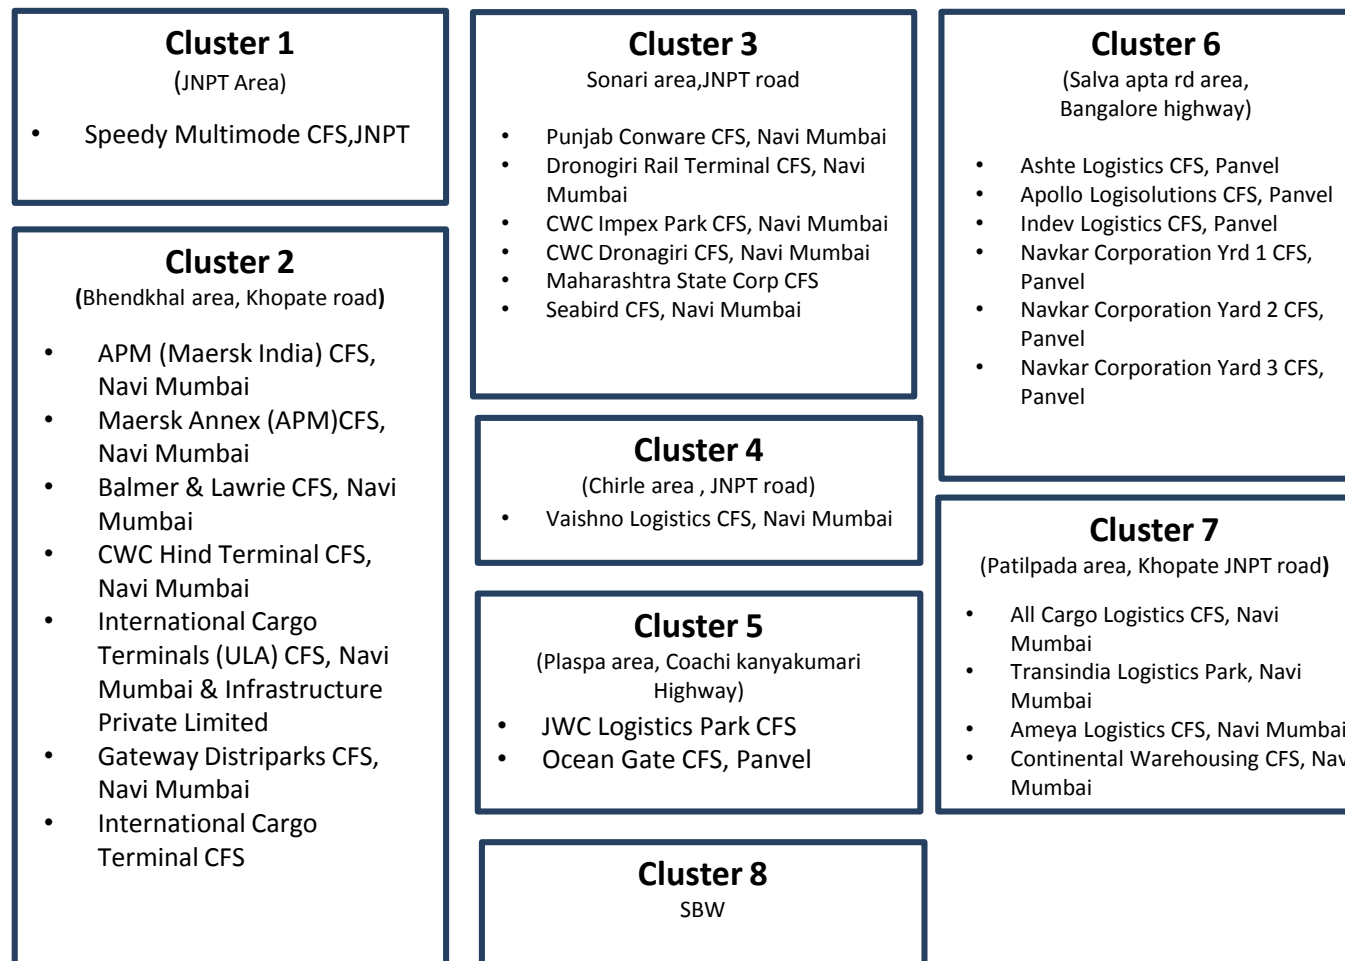 Cluster 1
(JNPT Area)
• Speedy Multimode CFS,JNPT
Cluster 2
(Bhendkhal area, Khopate road)
• APM (Maersk India) CFS,
Navi Mumbai
• Maersk Annex (APM)CFS,
Navi Mumbai
• Balmer & Lawrie CFS, Navi
Mumbai
• CWC Hind Terminal CFS,
Navi Mumbai
• International Cargo
Terminals (ULA) CFS, Navi
Mumbai & Infrastructure
Private Limited
• Gateway Distriparks CFS,
Navi Mumbai
• International Cargo
Terminal CFS
Cluster 3
Sonari area,JNPT road
• Punjab Conware CFS, Navi Mumbai
• Dronogiri Rail Terminal CFS, Navi
Mumbai
• CWC Impex Park CFS, Navi Mumbai
• CWC Dronagiri CFS, Navi Mumbai
• Maharashtra State Corp CFS
• Seabird CFS, Navi Mumbai
Cluster 4
(Chirle area , JNPT road)
• Vaishno Logistics CFS, Navi Mumbai
Cluster 5
(Plaspa area, Coachi kanyakumari
Highway)
• JWC Logistics Park CFS
• Ocean Gate CFS, Panvel
Cluster 8
SBW
Cluster 6
(Salva apta rd area,
Bangalore highway)
• Ashte Logistics CFS, Panvel
• Apollo Logisolutions CFS, Panvel
• Indev Logistics CFS, Panvel
• Navkar Corporation Yrd 1 CFS,
Panvel
• Navkar Corporation Yard 2 CFS,
Panvel
• Navkar Corporation Yard 3 CFS,
Panvel
Cluster 7
(Patilpada area, Khopate JNPT road)
• All Cargo Logistics CFS, Navi
Mumbai
• Transindia Logistics Park, Navi
Mumbai
• Ameya Logistics CFS, Navi Mumbai
• Continental Warehousing CFS, Nav
Mumbai